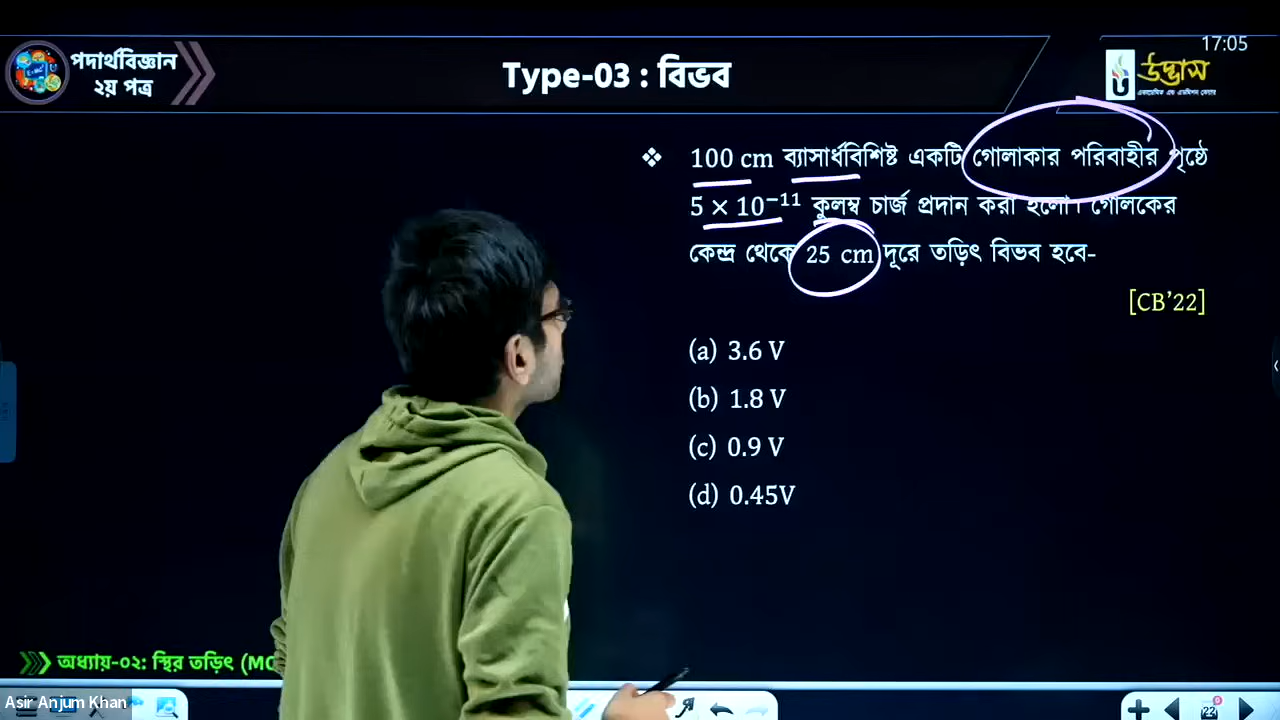 17:05
পদার্থবিজ্ঞান
২য় পত্র
Type-03 : বিভব
উদ্ভাস
❖ 100 cm ব্যাসার্ধবিশিষ্ট একটি গোলাকার পরিবাহীর পৃষ্ঠে
5 × 10⁻¹¹ কুলম্ব চার্জ প্রদান করা হলো। গোলকের
কেন্দ্র থেকে 25 cm দূরে তড়িৎ বিভব হবে-
[CB’22]
(a) 3.6 V
(b) 1.8 V
(c) 0.9 V
(d) 0.45V
অধ্যায়-০২: স্থির তড়িৎ
Asir Anjum Khan
22